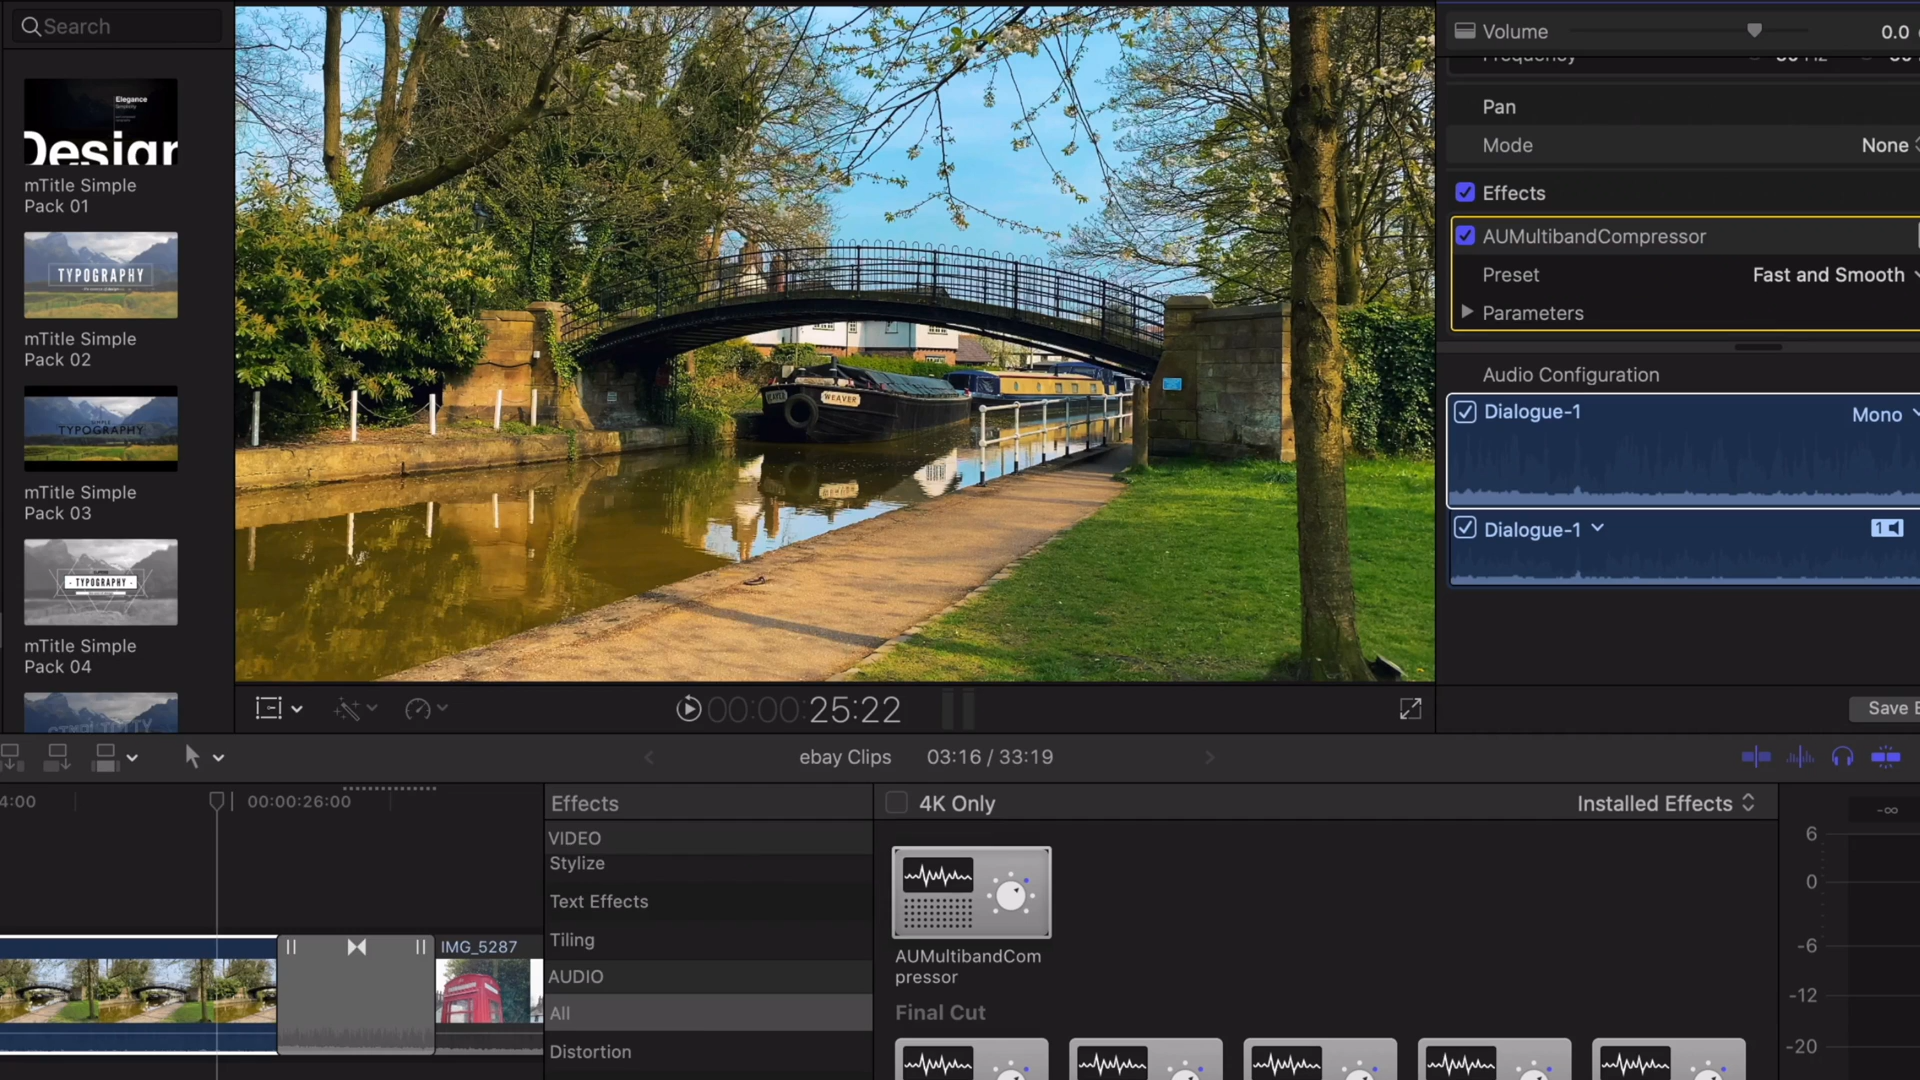 Search
Elegance
Design
mTitle Simple
Pack 01
TYPOGRAPHY
mTitle Simple
Pack 02
TYPOGRAPHY
mTitle Simple
Pack 03
TYPOGRAPHY
mTitle Simple
Pack 04
WEAVER
Volume
0.0
Frequency
Pan
Mode
None
Effects
AUMultibandCompressor
Preset
Fast and Smooth
Parameters
Audio Configuration
Dialogue-1
Mono
Dialogue-1
1
Save E
00:00:25:22
ebay Clips
03:16 / 33:19
4:00
00:00:26:00
IMG_5287
Effects
VIDEO
Stylize
Text Effects
Tiling
AUDIO
All
Distortion
4K Only
Installed Effects
AUMultibandCom
pressor
Final Cut
-∞
6
0
-6
-12
-20